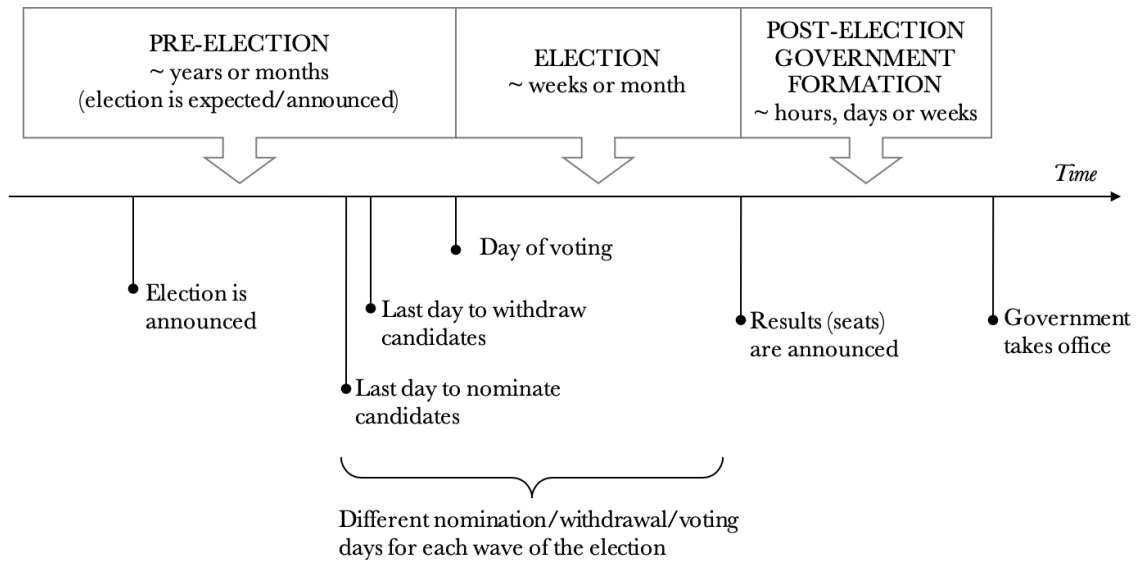 PRE-ELECTION
~ years or months
(election is expected/announced)
ELECTION
~ weeks or month
POST-ELECTION
GOVERNMENT
FORMATION
~ hours, days or weeks
Time
Day of voting
Election is
announced
Last day to withdraw
candidates
Results (seats)
are announced
Government
takes office
Last day to nominate
candidates
Different nomination/withdrawal/voting
days for each wave of the election